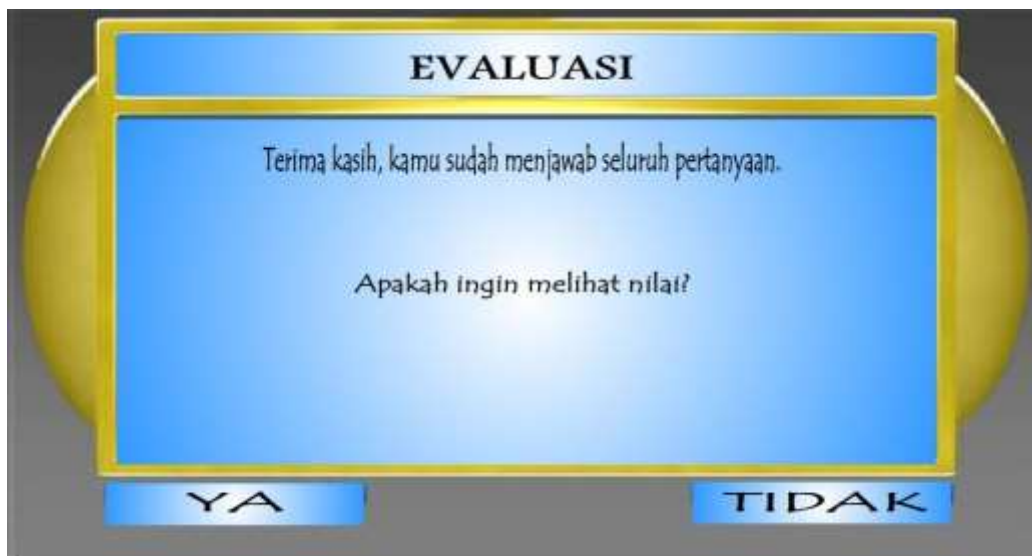 EVALUASI
Terima kasih, kamu sudah menjawab seluruh pertanyaan.
Apakah ingin melihat nilai?
YA
TIDAK